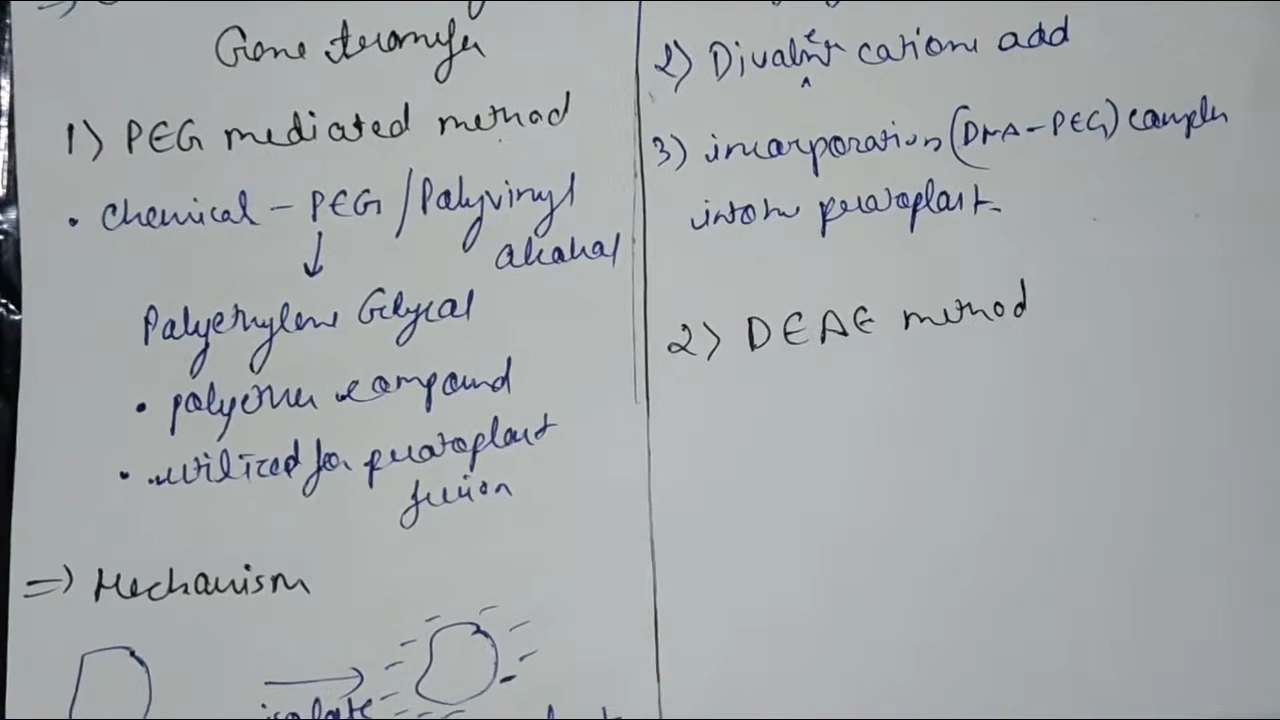 Gene transfer
1) PEG mediated method
• Chemical - PEG / Polyvinyl
alcohol
↓
Polyethylene Glycol
• polymer compound
• utilized for protoplast
fusion
=> Mechanism
isolate
2) Divalent cations add
3) incorporation (DNA-PEG) complex
into protoplast.
2) DEAE method